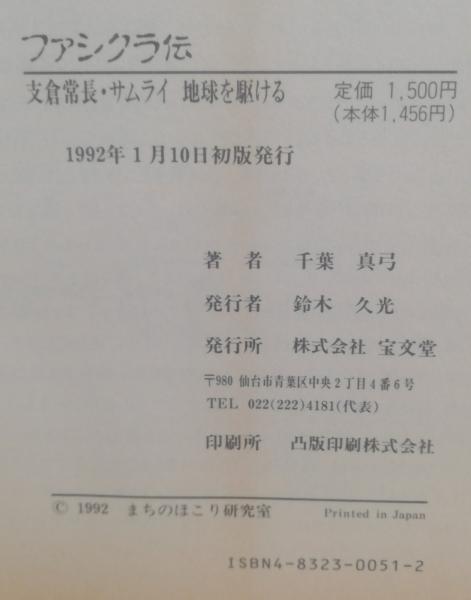 ファシクラ伝
支倉常長・サムライ 地球を駆ける 定価 1,500円
(本体1,456円)
1992年1月10日初版発行
著者 千葉 真弓
発行者 鈴木 久光
発行所 株式会社 宝文堂
〒980 仙台市青葉区中央2丁目4番6号
TEL 022(222)4181(代表)
印刷所 凸版印刷株式会社
© 1992 まちのほこり研究室 Printed in Japan
ISBN4-8323-0051-2